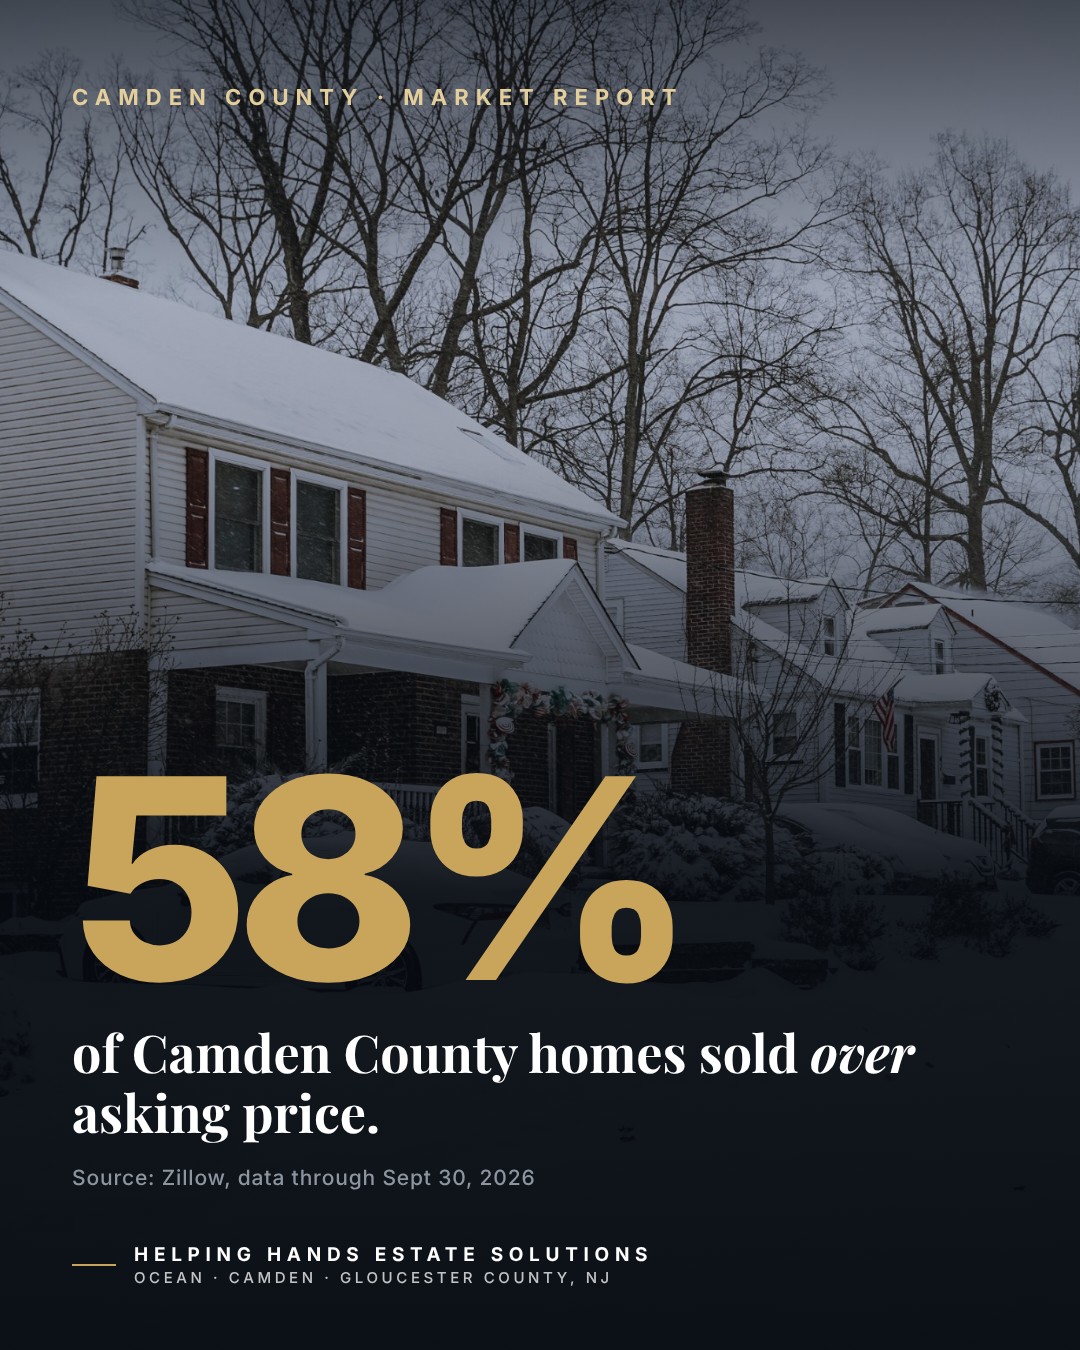 CAMDEN COUNTY · MARKET REPORT
58%
of Camden County homes sold over
asking price.
Source: Zillow, data through Sept 30, 2026
HELPING HANDS ESTATE SOLUTIONS
OCEAN · CAMDEN · GLOUCESTER COUNTY, NJ